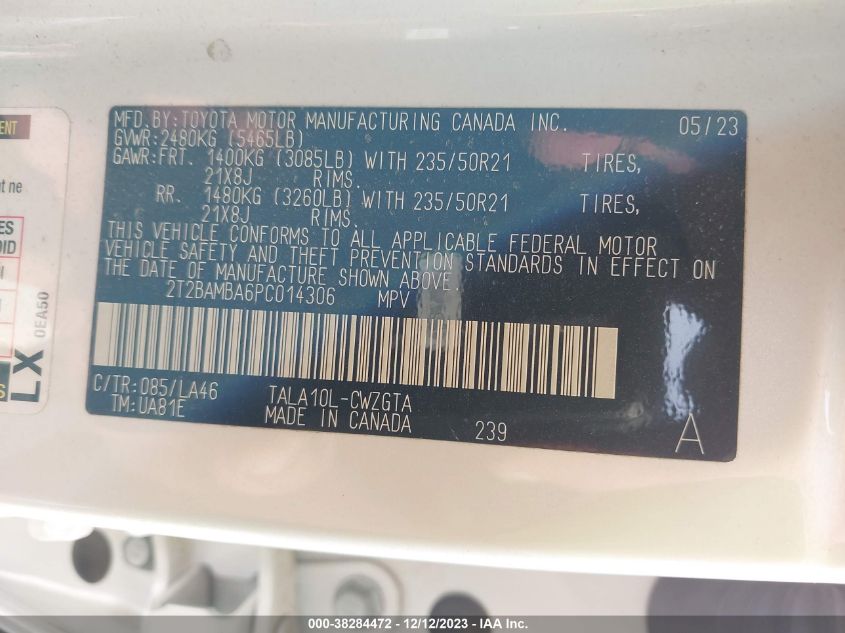 MFD.BY:TOYOTA MOTOR MANUFACTURING CANADA INC. 05/23
GVWR:2480KG (5465LB)
GAWR:FRT. 1400KG (3085LB) WITH 235/50R21 TIRES,
21X8J RIMS.
RR. 1480KG (3260LB) WITH 235/50R21 TIRES,
21X8J RIMS.
THIS VEHICLE CONFORMS TO ALL APPLICABLE FEDERAL MOTOR
VEHICLE SAFETY AND THEFT PREVENTION STANDARDS IN EFFECT ON
THE DATE OF MANUFACTURE SHOWN ABOVE.
2T2BAMBA6PC014306 MPV
C/TR:085/LA46 TALA10L-CWZGTA
TM:UA81E MADE IN CANADA 239 A
LX 0EA50
000-38284472 - 12/12/2023 - IAA Inc.